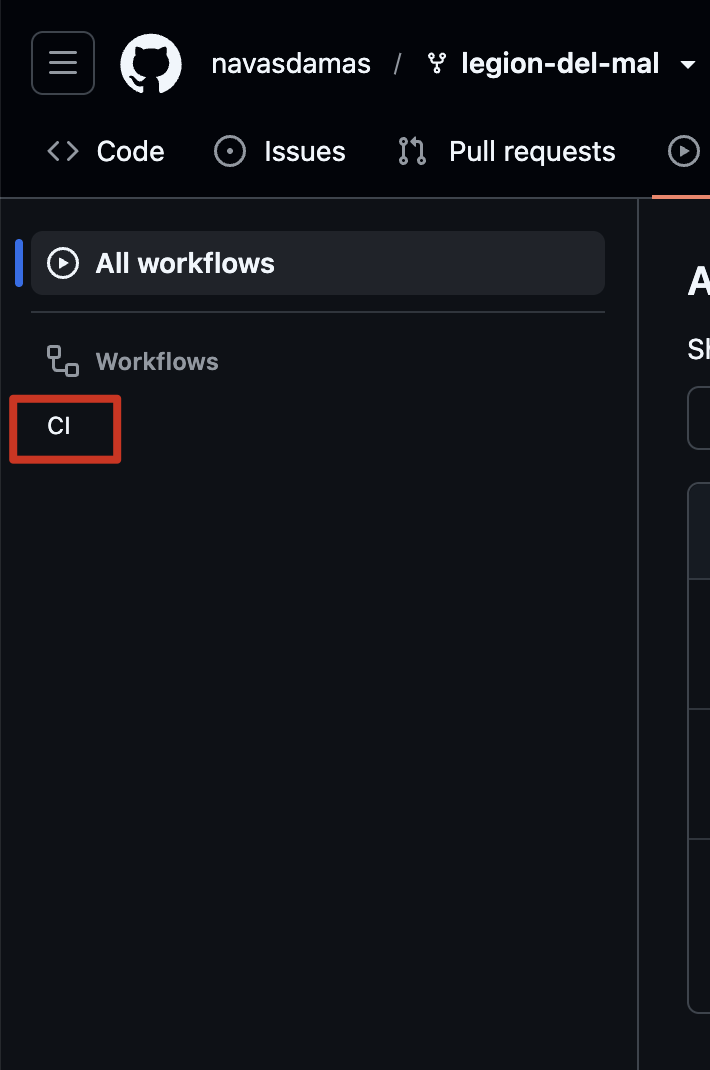 navasdamas / legion-del-mal
Code Issues Pull requests
All workflows
Workflows
CI